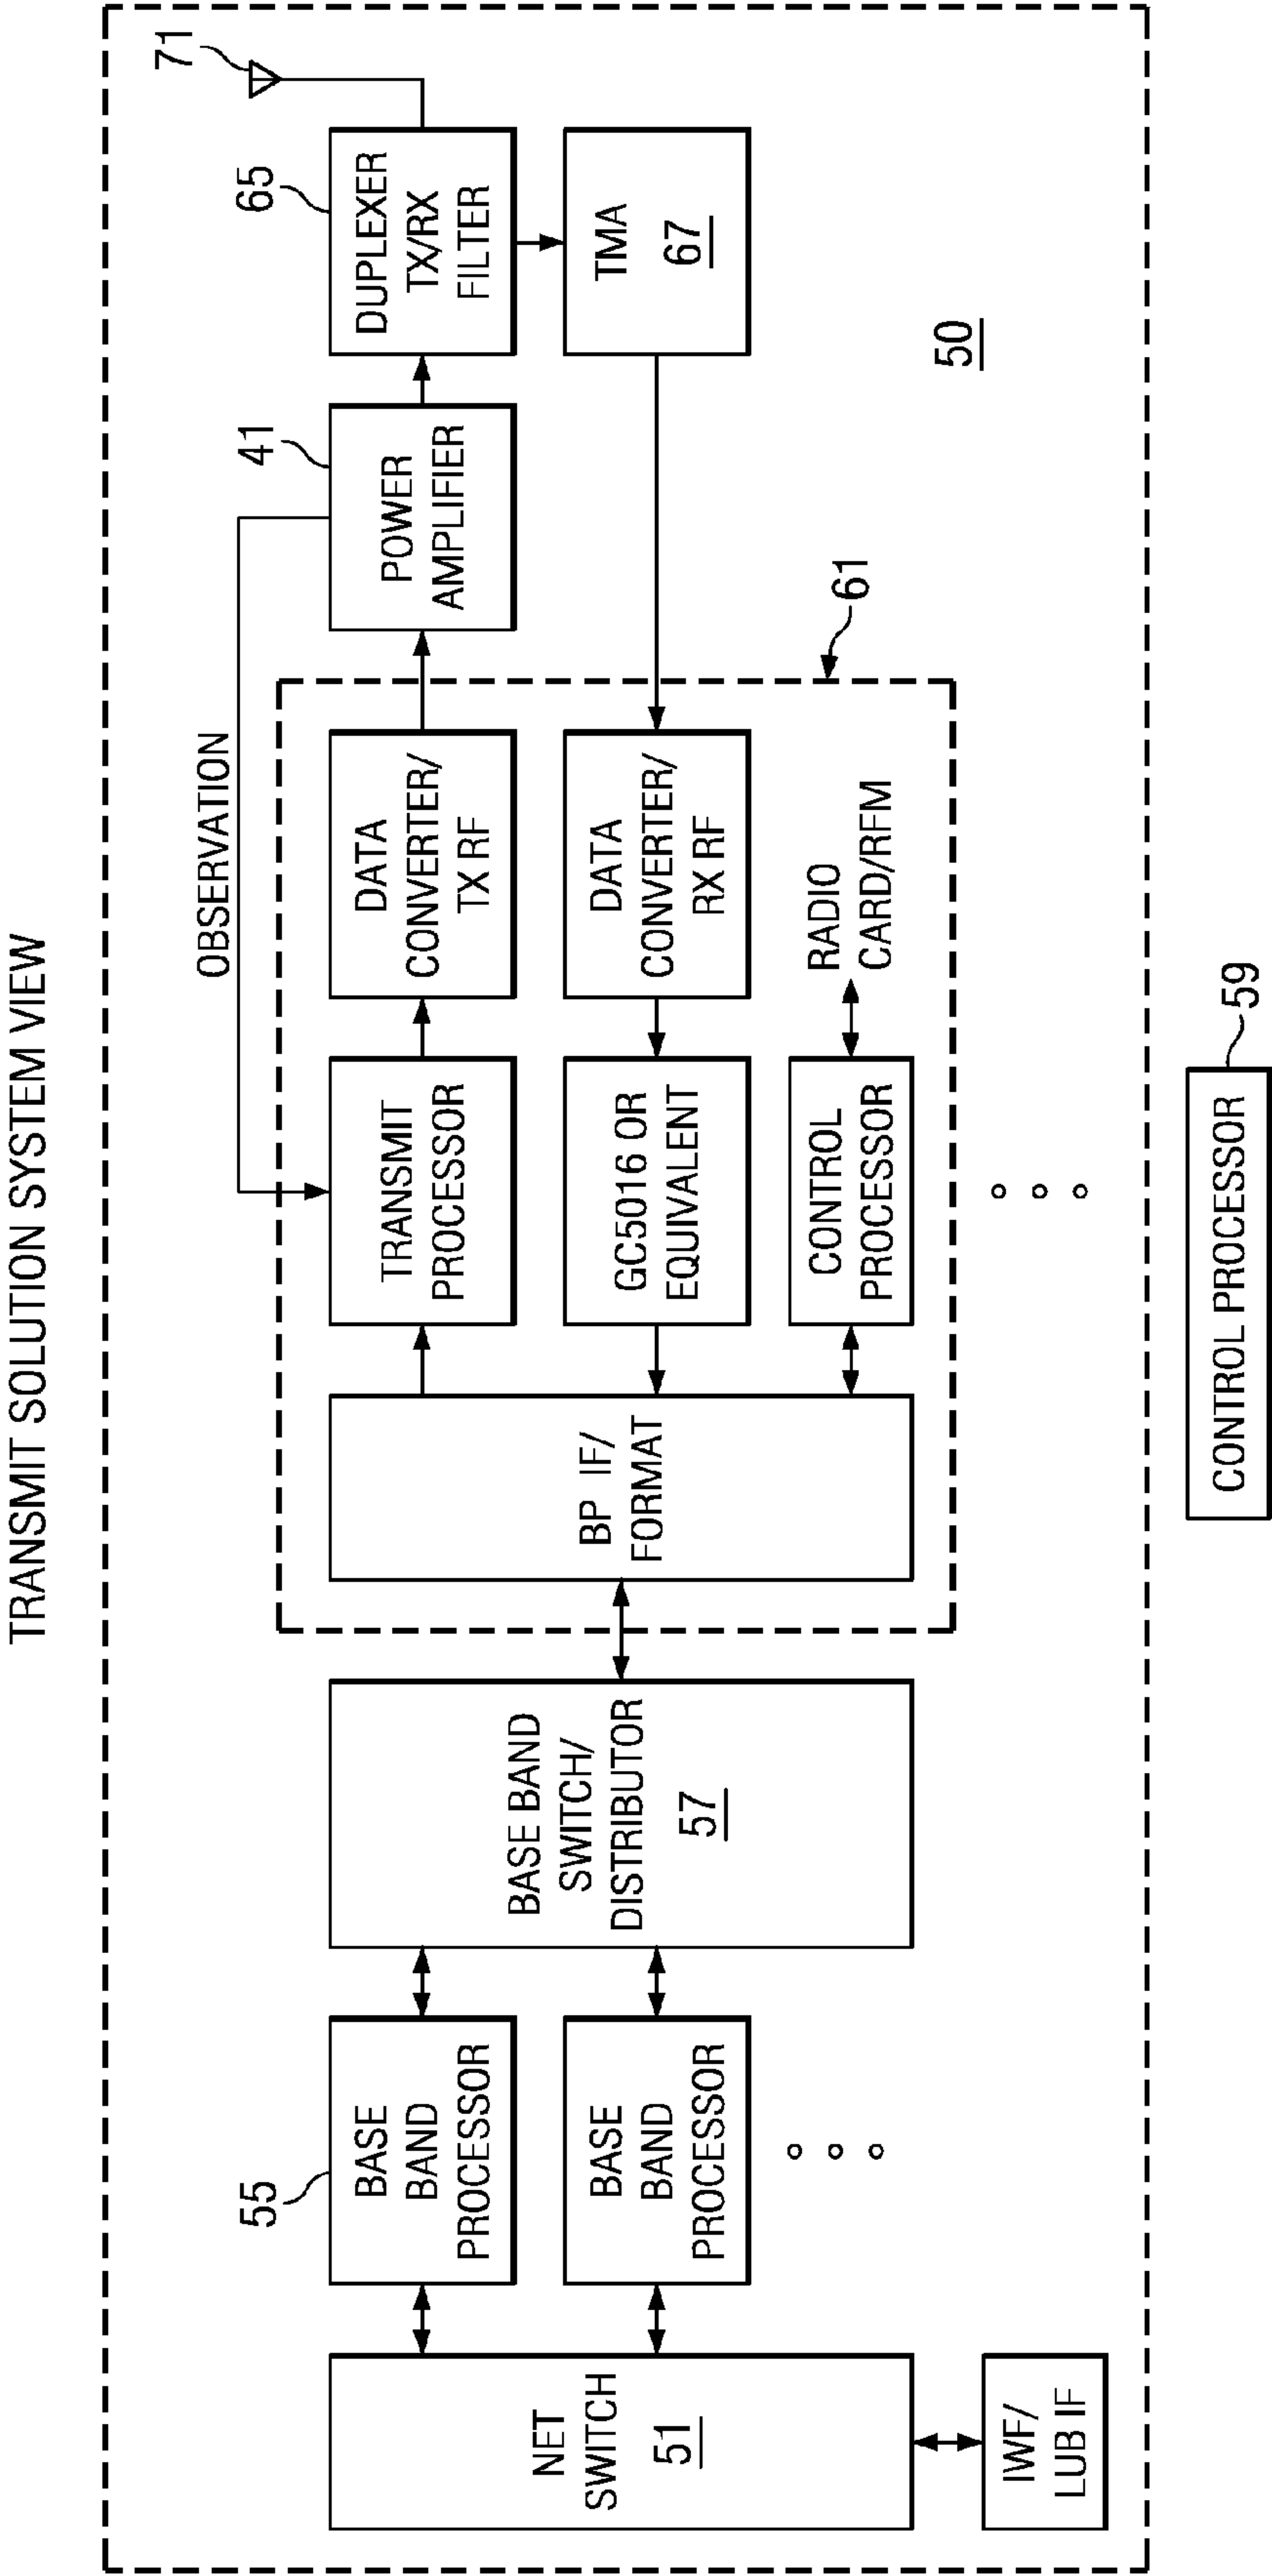 TRANSMIT SOLUTION SYSTEM VIEW
71
65
41
OBSERVATION
55
NET
SWITCH
51
BASE
BAND
PROCESSOR
BASE
BAND
PROCESSOR
BASE BAND
SWITCH/
DISTRIBUTOR
57
BP IF/
FORMAT
TRANSMIT
PROCESSOR
DATA
CONVERTER/
TX RF
POWER
AMPLIFIER
DUPLEXER
TX/RX
FILTER
GC5016 OR
EQUIVALENT
DATA
CONVERTER/
RX RF
TMA
67
CONTROL
PROCESSOR
RADIO
CARD/RFM
61
50
IWF/
LUB IF
CONTROL PROCESSOR
59